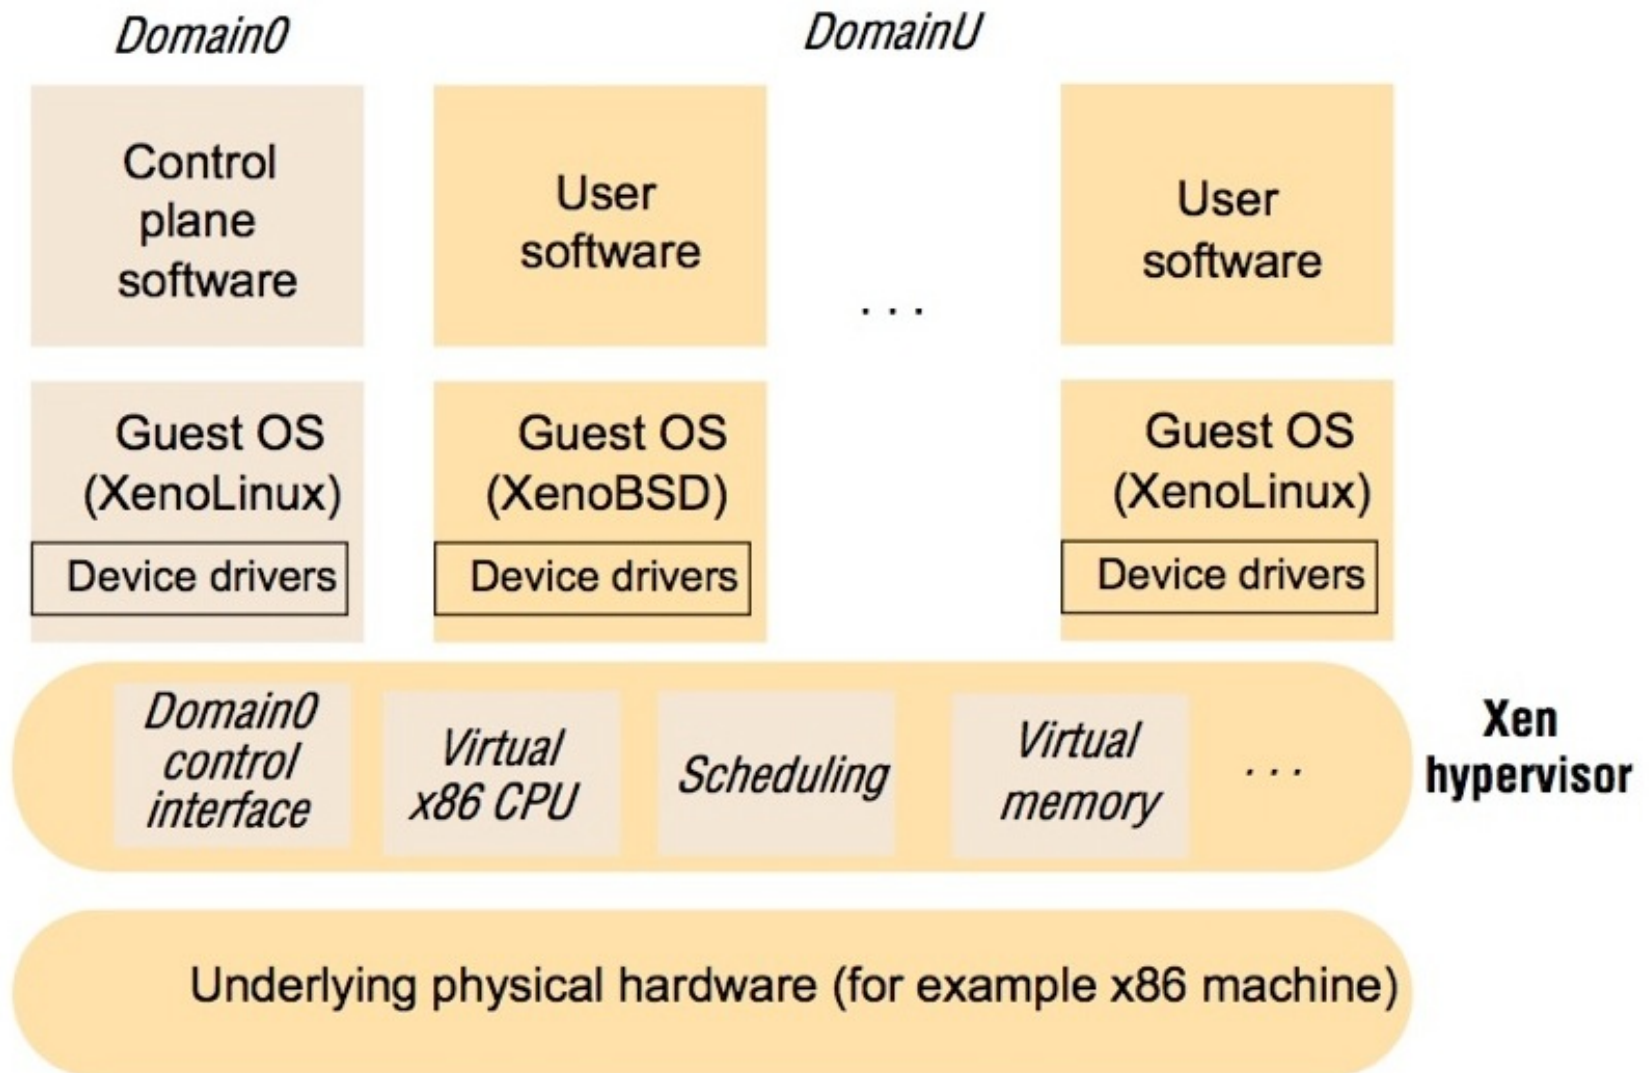 Domain0
DomainU
Control
plane
software
User
software
. . .
User
software
Guest OS
(XenoLinux)
Device drivers
Guest OS
(XenoBSD)
Device drivers
Guest OS
(XenoLinux)
Device drivers
Domain0
control
interface
Virtual
x86 CPU
Scheduling
Virtual
memory
. . .
Xen
hypervisor
Underlying physical hardware (for example x86 machine)